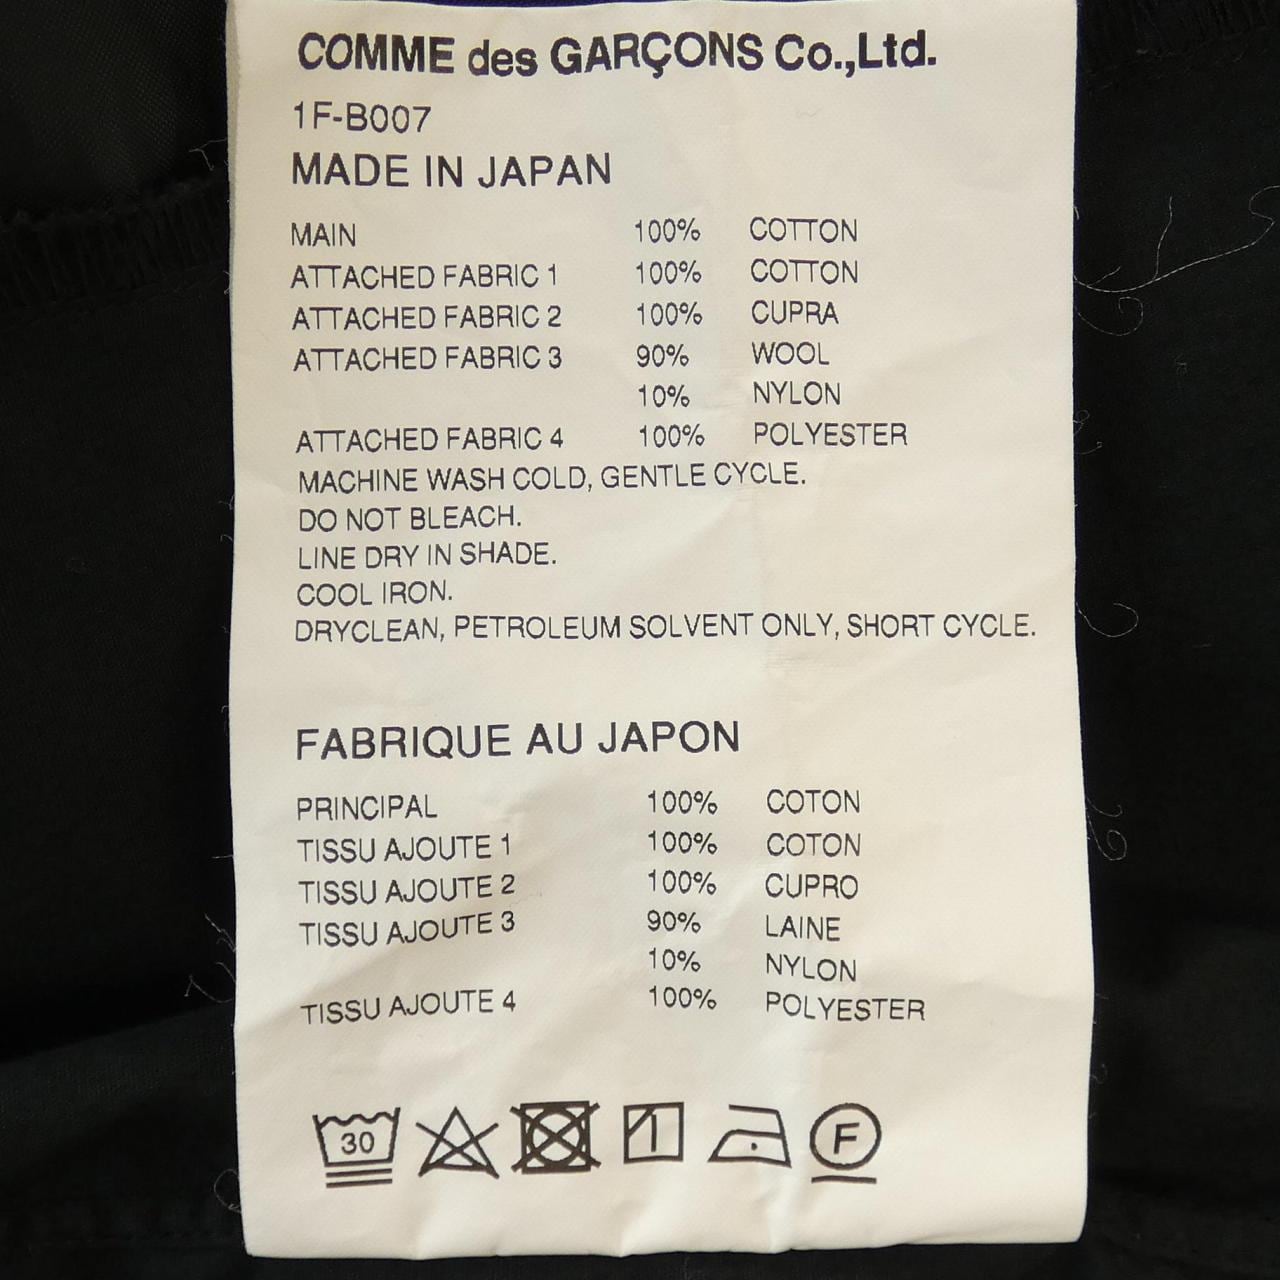 COMME des GARÇONS Co.,Ltd.
1F-B007
MADE IN JAPAN
MAIN 100% COTTON
ATTACHED FABRIC 1 100% COTTON
ATTACHED FABRIC 2 100% CUPRA
ATTACHED FABRIC 3 90% WOOL
10% NYLON
ATTACHED FABRIC 4 100% POLYESTER
MACHINE WASH COLD, GENTLE CYCLE.
DO NOT BLEACH.
LINE DRY IN SHADE.
COOL IRON.
DRYCLEAN, PETROLEUM SOLVENT ONLY, SHORT CYCLE.
FABRIQUE AU JAPON
PRINCIPAL 100% COTON
TISSU AJOUTE 1 100% COTON
TISSU AJOUTE 2 100% CUPRO
TISSU AJOUTE 3 90% LAINE
10% NYLON
TISSU AJOUTE 4 100% POLYESTER
30 F